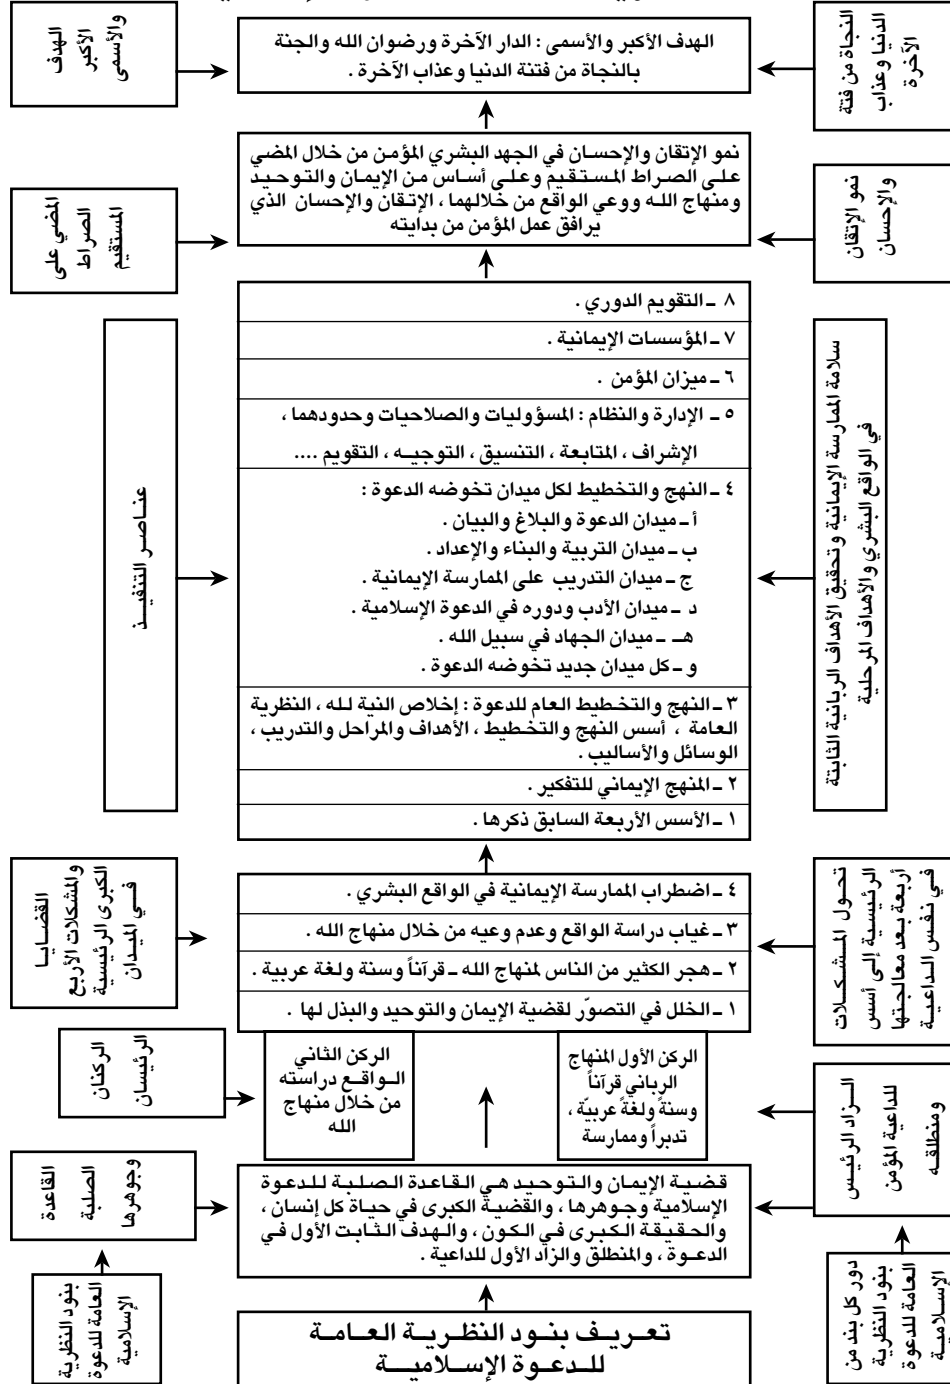 والأسمى
الأكبر
الهدف
الهدف الأكبر والأسمى : الدار الآخرة ورضوان الله والجنة
بالنجاة من فتنة الدنيا وعذاب الآخرة .
النجاة من فتة
الدنيا وعذاب
الآخرة
المضي على
الصراط
المستقيم
نمو الإتقان والإحسان في الجهد البشري المؤمن من خلال المضي
على الصراط المستقيم وعلى أساس من الإيمان والتوحيد
ومنهاج الله ووعي الواقع من خلالهما ، الإتقان والإحسان الذي
يرافق عمل المؤمن من بدايته
نمو الإتقان
والإحسان
عناصر التنفيذ
٨ ـ التقويم الدوري .
٧ ـ المؤسسات الإيمانية .
٦ ـ ميزان المؤمن .
٥ ـ الإدارة والنظام : المسؤوليات والصلاحيات وحدودهما ،
الإشراف ، المتابعة ، التنسيق ، التوجيه ، التقويم ....
٤ ـ النهج والتخطيط لكل ميدان تخوضه الدعوة :
أ ـ ميدان الدعوة والبلاغ والبيان .
ب ـ ميدان التربية والبناء والإعداد .
ج ـ ميدان التدريب على الممارسة الإيمانية .
د ـ ميدان الأدب ودوره في الدعوة الإسلامية .
هـ ـ ميدان الجهاد في سبيل الله .
و ـ كل ميدان جديد تخوضه الدعوة .
٣ ـ النهج والتخطيط العام للدعوة : إخلاص النية لله ، النظرية
العامة ، أسس النهج والتخطيط ، الأهداف والمراحل والتدريب ،
الوسائل والأساليب .
٢ ـ المنهج الإيماني للتفكير .
١ ـ الأسس الأربعة السابق ذكرها .
سلامة الممارسة الإيمانية وتحقيق الأهداف الربانية الثابتة
في الواقع البشري والأهداف المرحلية
القضايا
والمشكلات الأربع
الكبرى الرئيسية
في الميدان
٤ ـ اضطراب الممارسة الإيمانية في الواقع البشري .
٣ ـ غياب دراسة الواقع وعدم وعيه من خلال منهاج الله .
٢ ـ هجر الكثير من الناس لمنهاج الله ـ قرآناً وسنة ولغة عربية .
١ ـ الخلل في التصوّر لقضية الإيمان والتوحيد والبذل لها .
تحول المشكلات
الرئيسية إلى أسس
أربعة بعد معالجتها
في نفس الداعية
الركنان
الرئيسان
الركن الثاني
الواقع دراسته
من خلال منهاج
الله
الركن الأول المنهاج
الرباني قرآناً
وسنةً ولغةً عربيّة ،
تدبراً وممارسة
الزاد الرئيس
للداعية المؤمن
ومنطلقه
القاعدة
الصلبة
وجوهرها
قضية الإيمان والتوحيد هي القاعدة الصلبة للدعوة
الإسلامية وجوهرها ، والقضية الكبرى في حياة كل إنسان ،
والحقيقة الكبرى في الكون ، والهدف الثابت الأول في
الدعوة ، والمنطلق والزاد الأول للداعية .
بنود النظرية
العامة للدعوة
الإسلامية
تعريف بنود النظرية العامة
للدعوة الإسلامية
دور كل بند من
بنود النظرية
العامة للدعوة
الإسلامية